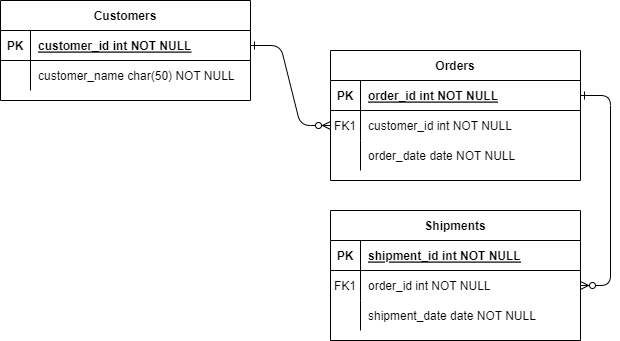 Customers
PK customer_id int NOT NULL
customer_name char(50) NOT NULL
Orders
PK order_id int NOT NULL
FK1 customer_id int NOT NULL
order_date date NOT NULL
Shipments
PK shipment_id int NOT NULL
FK1 order_id int NOT NULL
shipment_date date NOT NULL